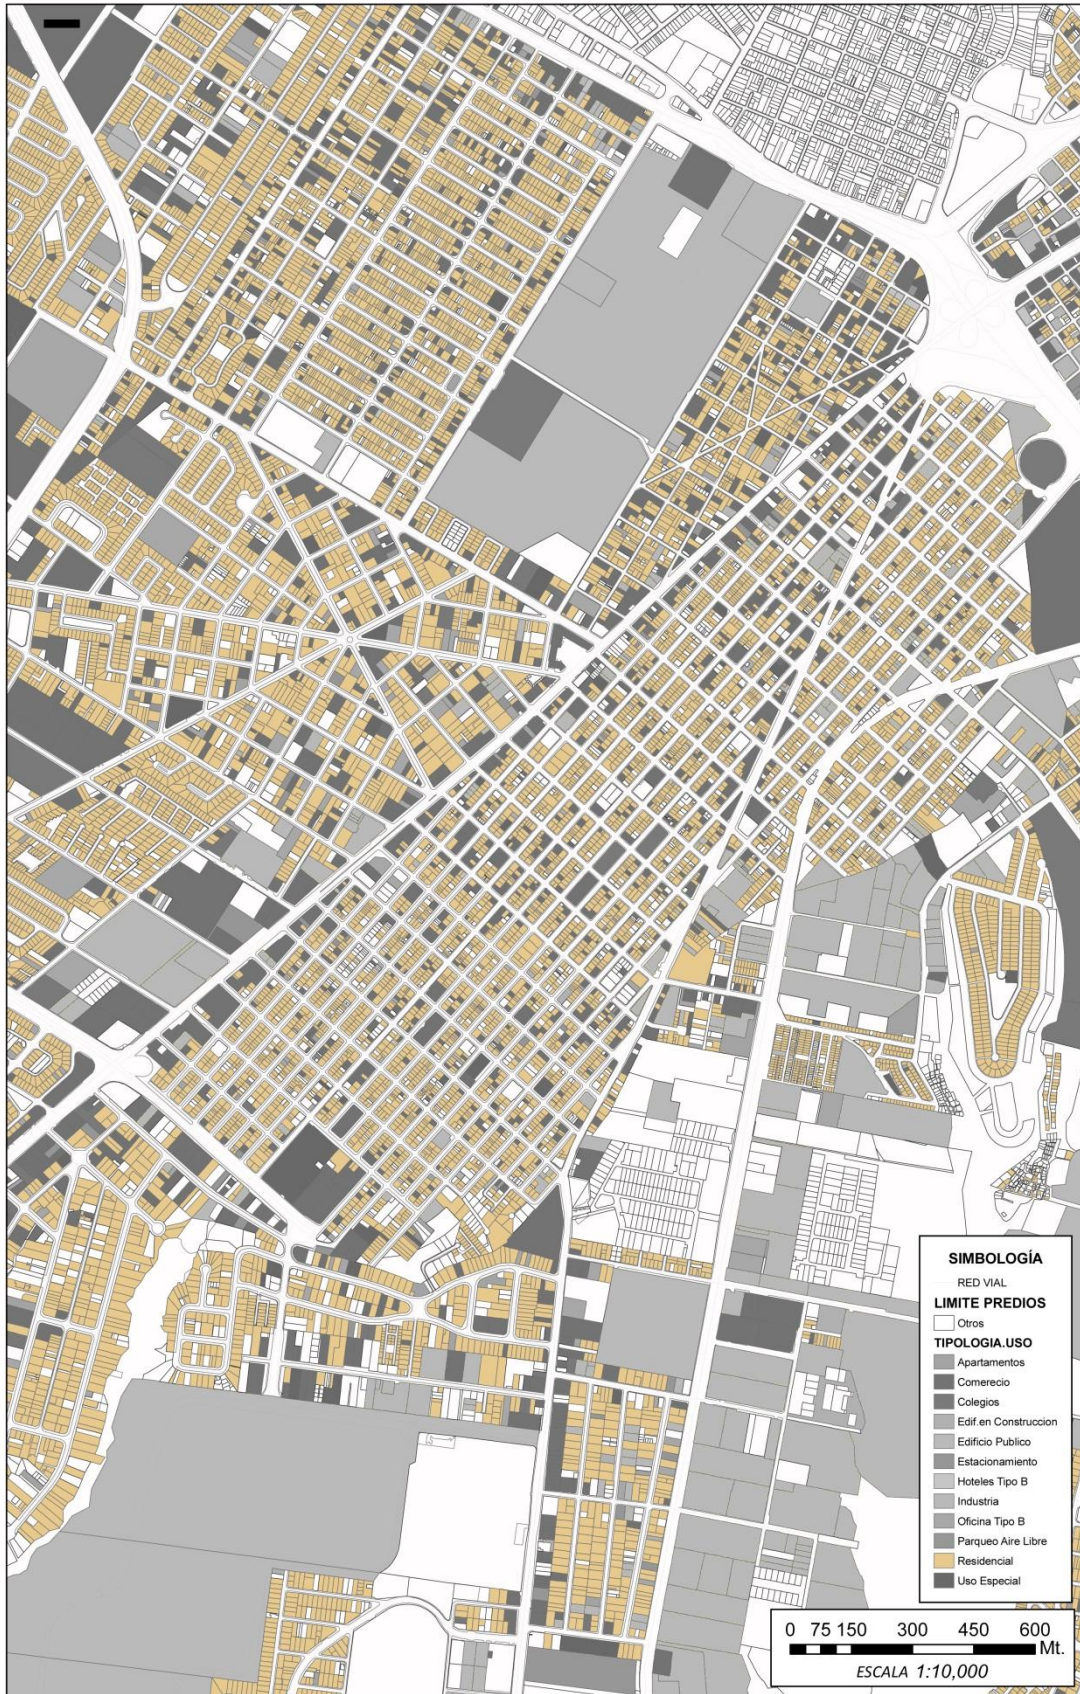 SIMBOLOGÍA
RED VIAL
LIMITE PREDIOS
Otros
TIPOLOGIA.USO
Apartamentos
Comerecio
Colegios
Edif.en Construccion
Edificio Publico
Estacionamiento
Hoteles Tipo B
Industria
Oficina Tipo B
Parqueo Aire Libre
Residencial
Uso Especial
0 75 150 300 450 600
Mt.
ESCALA 1:10,000